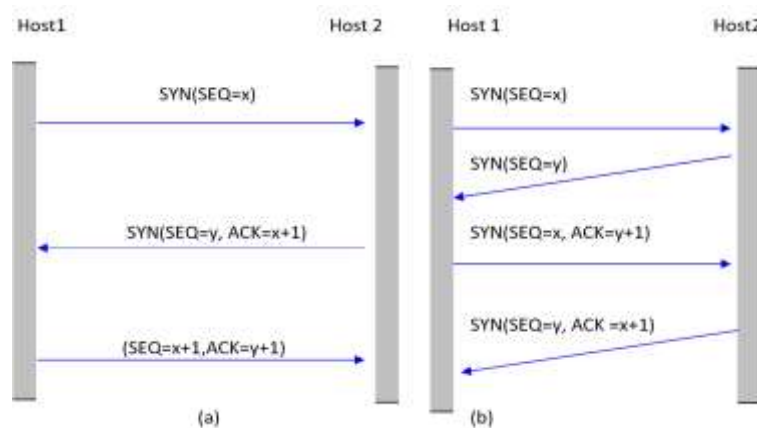 Host1
Host 2
SYN(SEQ=x)
SYN(SEQ=y, ACK=x+1)
(SEQ=x+1,ACK=y+1)
(a)
Host 1
Host2
SYN(SEQ=x)
SYN(SEQ=y)
SYN(SEQ=x, ACK=y+1)
SYN(SEQ=y, ACK =x+1)
(b)